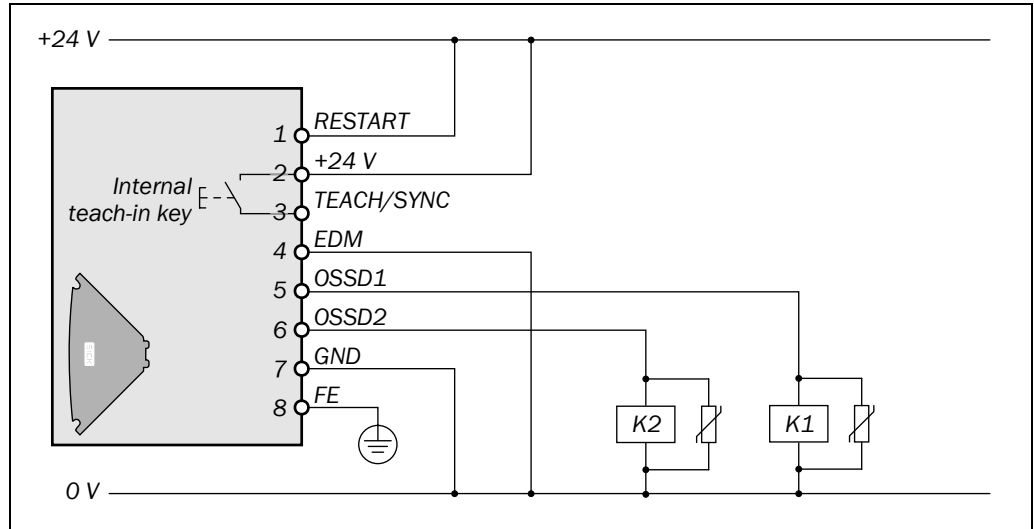 +24 V
1 RESTART
2 +24 V
Internal
teach-in key
3 TEACH/SYNC
4 EDM
5 OSSD1
6 OSSD2
7 GND
8 FE
SICK
K2
K1
0 V